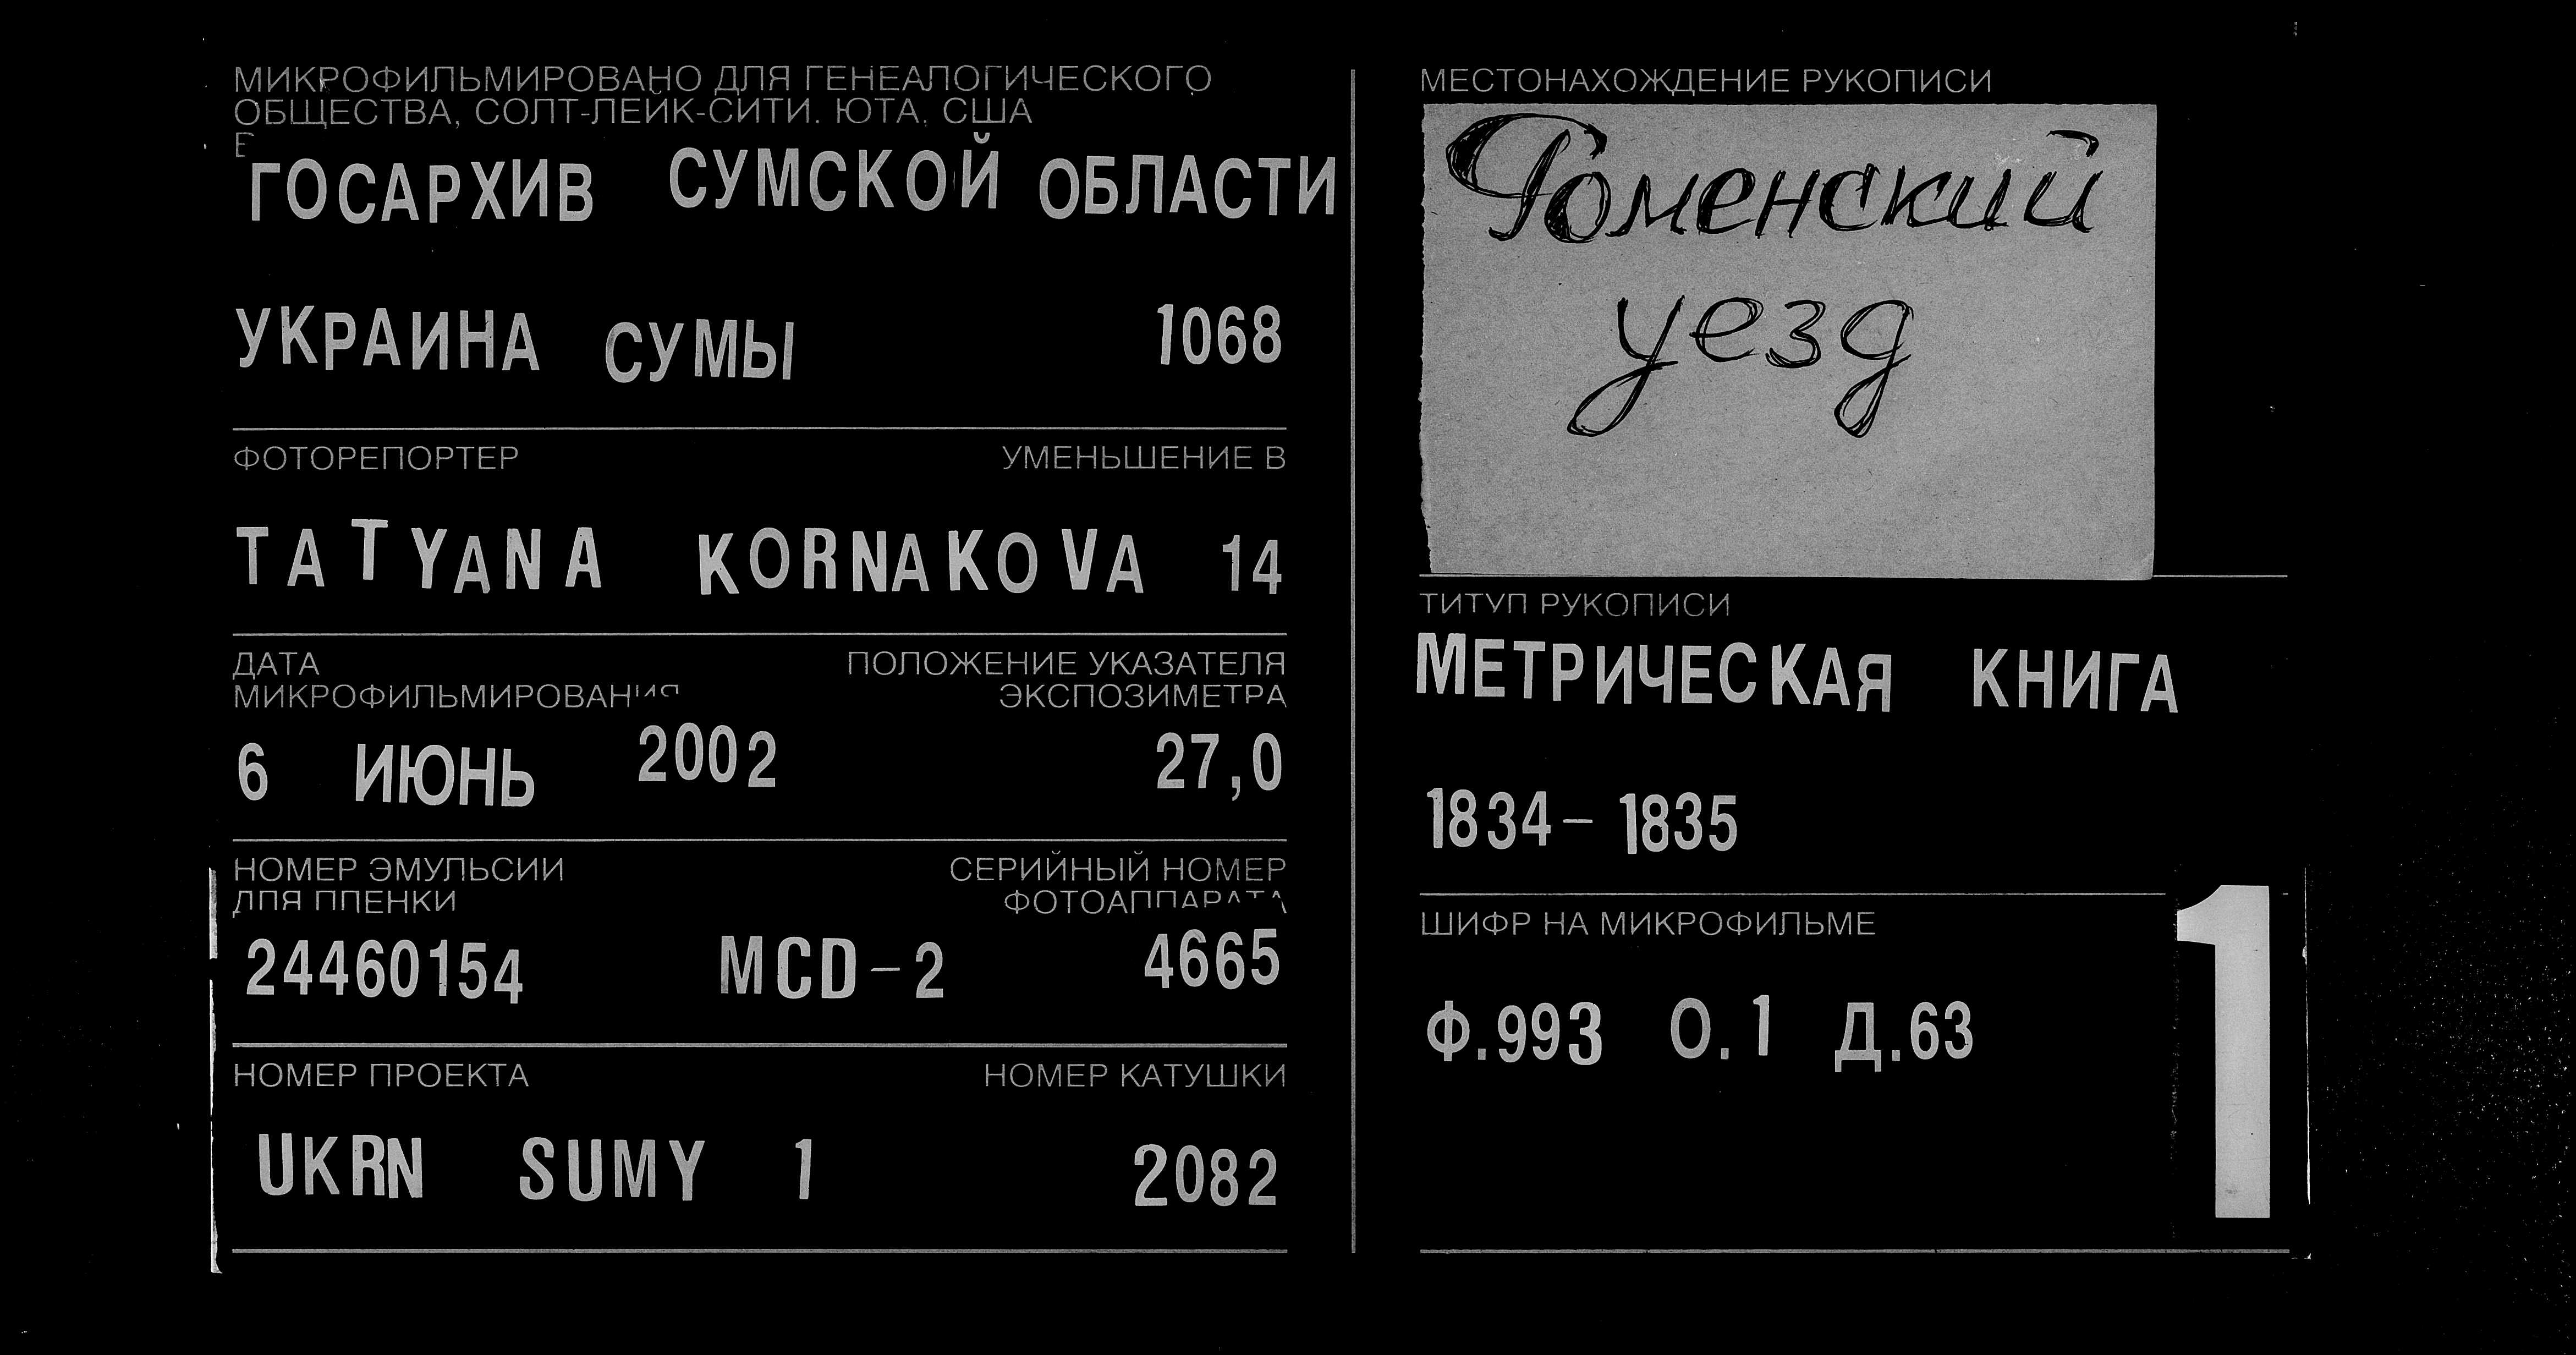 МИКРОФИЛЬМИРОВАНО ДЛЯ ГЕНЕАЛОГИЧЕСКОГО
ОБЩЕСТВА, СОЛТ-ЛЕЙК-СИТИ. ЮТА, США
В
ГОСАРХИВ СУМСКОЙ ОБЛАСТИ
УКРАИНА СУМЫ 1068
ФОТОРЕПОРТЕР УМЕНЬШЕНИЕ В
TATYANA KORNAKOVA 14
ДАТА ПОЛОЖЕНИЕ УКАЗАТЕЛЯ
МИКРОФИЛЬМИРОВАНИЯ ЭКСПОЗИМЕТРА
6 ИЮНЬ 2002 27,0
НОМЕР ЭМУЛЬСИИ СЕРИЙНЫЙ НОМЕР
ДЛЯ ПЛЕНКИ ФОТОАППАРАТА
24460154 MCD-2 4665
НОМЕР ПРОЕКТА НОМЕР КАТУШКИ
UKRN SUMY 1 2082
МЕСТОНАХОЖДЕНИЕ РУКОПИСИ
Роменский
уезд
ТИТУЛ РУКОПИСИ
МЕТРИЧЕСКАЯ КНИГА
1834-1835
ШИФР НА МИКРОФИЛЬМЕ
Ф.993 О.1 Д.63
1